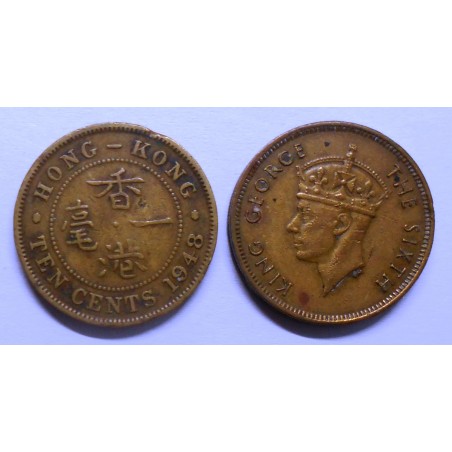 HONG-KONG
香
毫 一
港
TEN CENTS 1948
KING GEORGE THE SIXTH